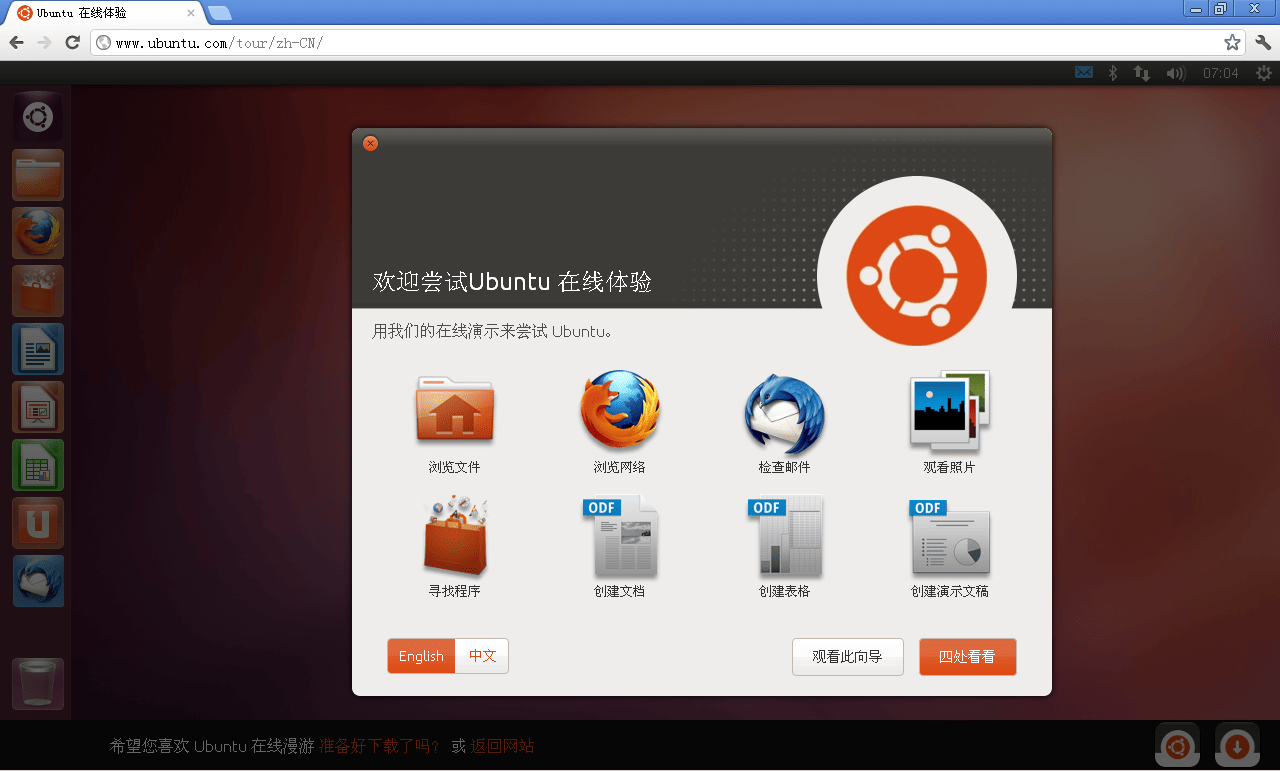 Ubuntu 在线体验
www.ubuntu.com/tour/zh-CN/
07:04
欢迎尝试Ubuntu 在线体验
用我们的在线演示来尝试 Ubuntu。
浏览文件 浏览网络 检查邮件 观看照片
ODF ODF ODF
寻找程序 创建文档 创建表格 创建演示文稿
English 中文 观看此向导 四处看看
希望您喜欢 Ubuntu 在线漫游 准备好下载了吗? 或 返回网站